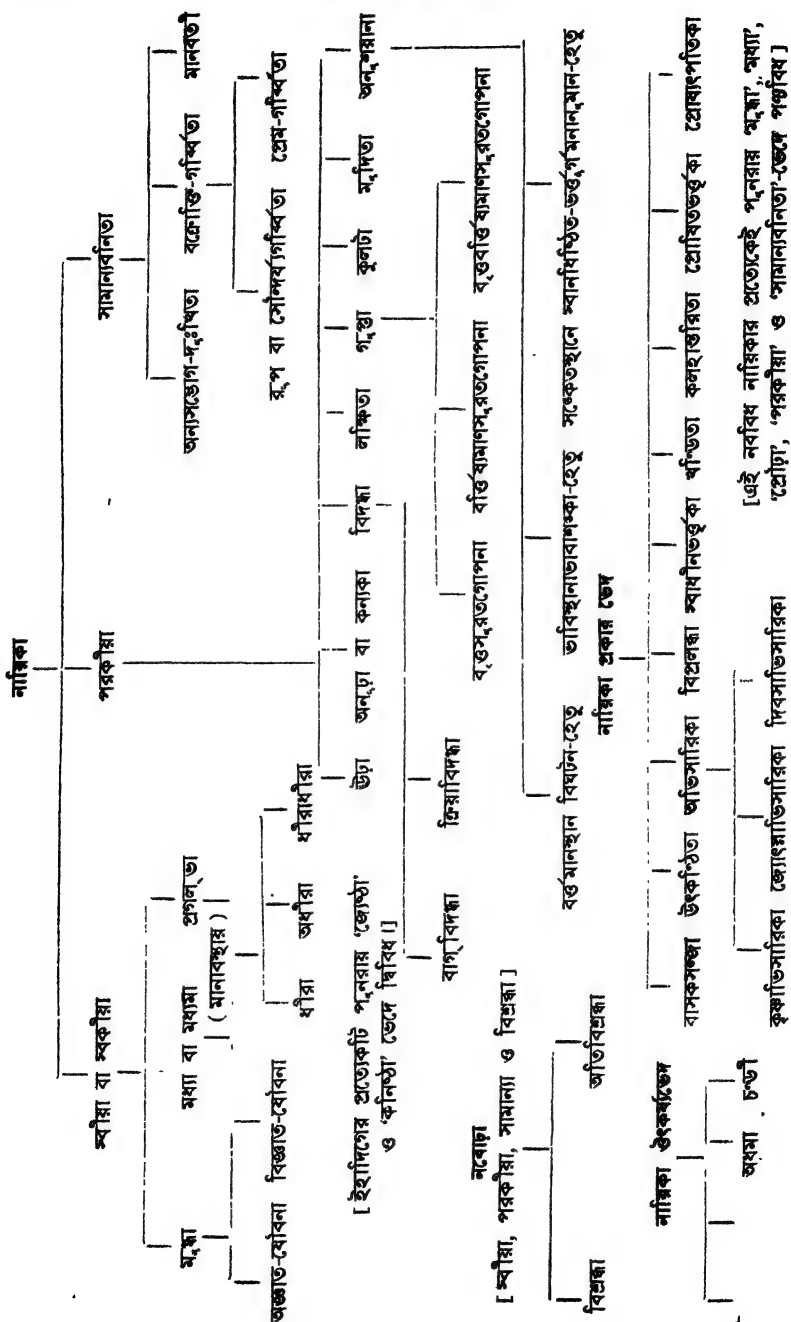 নায়িকা
স্বীয়া বা স্বকীয়া পরকীয়া সামান্যবনিতা
মুগ্ধা মধ্যা বা মধ্যমা প্রগল্‌ভা
( মানাবস্থায় )
অন্যসম্ভোগ-দুঃখিতা বক্রোক্তি-গর্ব্বিতা মানবতী
অজ্ঞাত-যৌবনা বিজ্ঞাত-যৌবনা
ধীরা অধীরা ধীরাধীরা
রূপ বা সৌন্দর্য্যগর্ব্বিতা প্রেম-গর্ব্বিতা
[ ইহাদিগের প্রত্যেকটি পুনরায় ‘জ্যেষ্ঠা’
ও ‘কনিষ্ঠা’ ভেদে দ্বিবিধ।]
ঊঢ়া অনূঢ়া বা কন্যকা বিদগ্ধা লক্ষিতা গুপ্তা কুলটা মুদিতা অনুশয়ানা
বাগ্‌বিদগ্ধা ক্রিয়াবিদগ্ধা
বৃত্তসুরতগোপনা বর্ত্তিষ্যমাণসুরতগোপনা বৃত্তবর্ত্তিষ্যমাণসুরতগোপনা
বর্ত্তমানস্থান বিঘটন-হেতু ভাবিস্থানাভাবাশঙ্কা-হেতু সঙ্কেতস্থানে স্বানধিষ্ঠিত-ভর্ত্তৃর্গমনানুমান-হেতু
নবোঢ়া
[ স্বীয়া, পরকীয়া, সামান্যা ও বিশ্রব্ধা ]
বিশ্রব্ধা অতিবিশ্রব্ধা
নায়িকা প্রকার ভেদ
বাসকসজ্জা উৎকণ্ঠিতা অভিসারিকা বিপ্রলব্ধা স্বাধীনভর্ত্তৃকা খণ্ডিতা কলহান্তরিতা প্রোষিতভর্ত্তৃকা প্রোষ্যৎপতিকা
কৃষ্ণাভিসারিকা জ্যোৎস্নাভিসারিকা দিবসাভিসারিকা
[এই নববিধ নায়িকার প্রত্যেকেই পুনরায় ‘মুগ্ধা’, ‘মধ্যা’,
‘প্রৌঢ়া’, ‘পরকীয়া’ ও ‘সামান্যবনিতা’-ভেদে পঞ্চবিধ ]
নায়িকা ঔৎকর্ষ্যভেদ
অধমা চণ্ডী